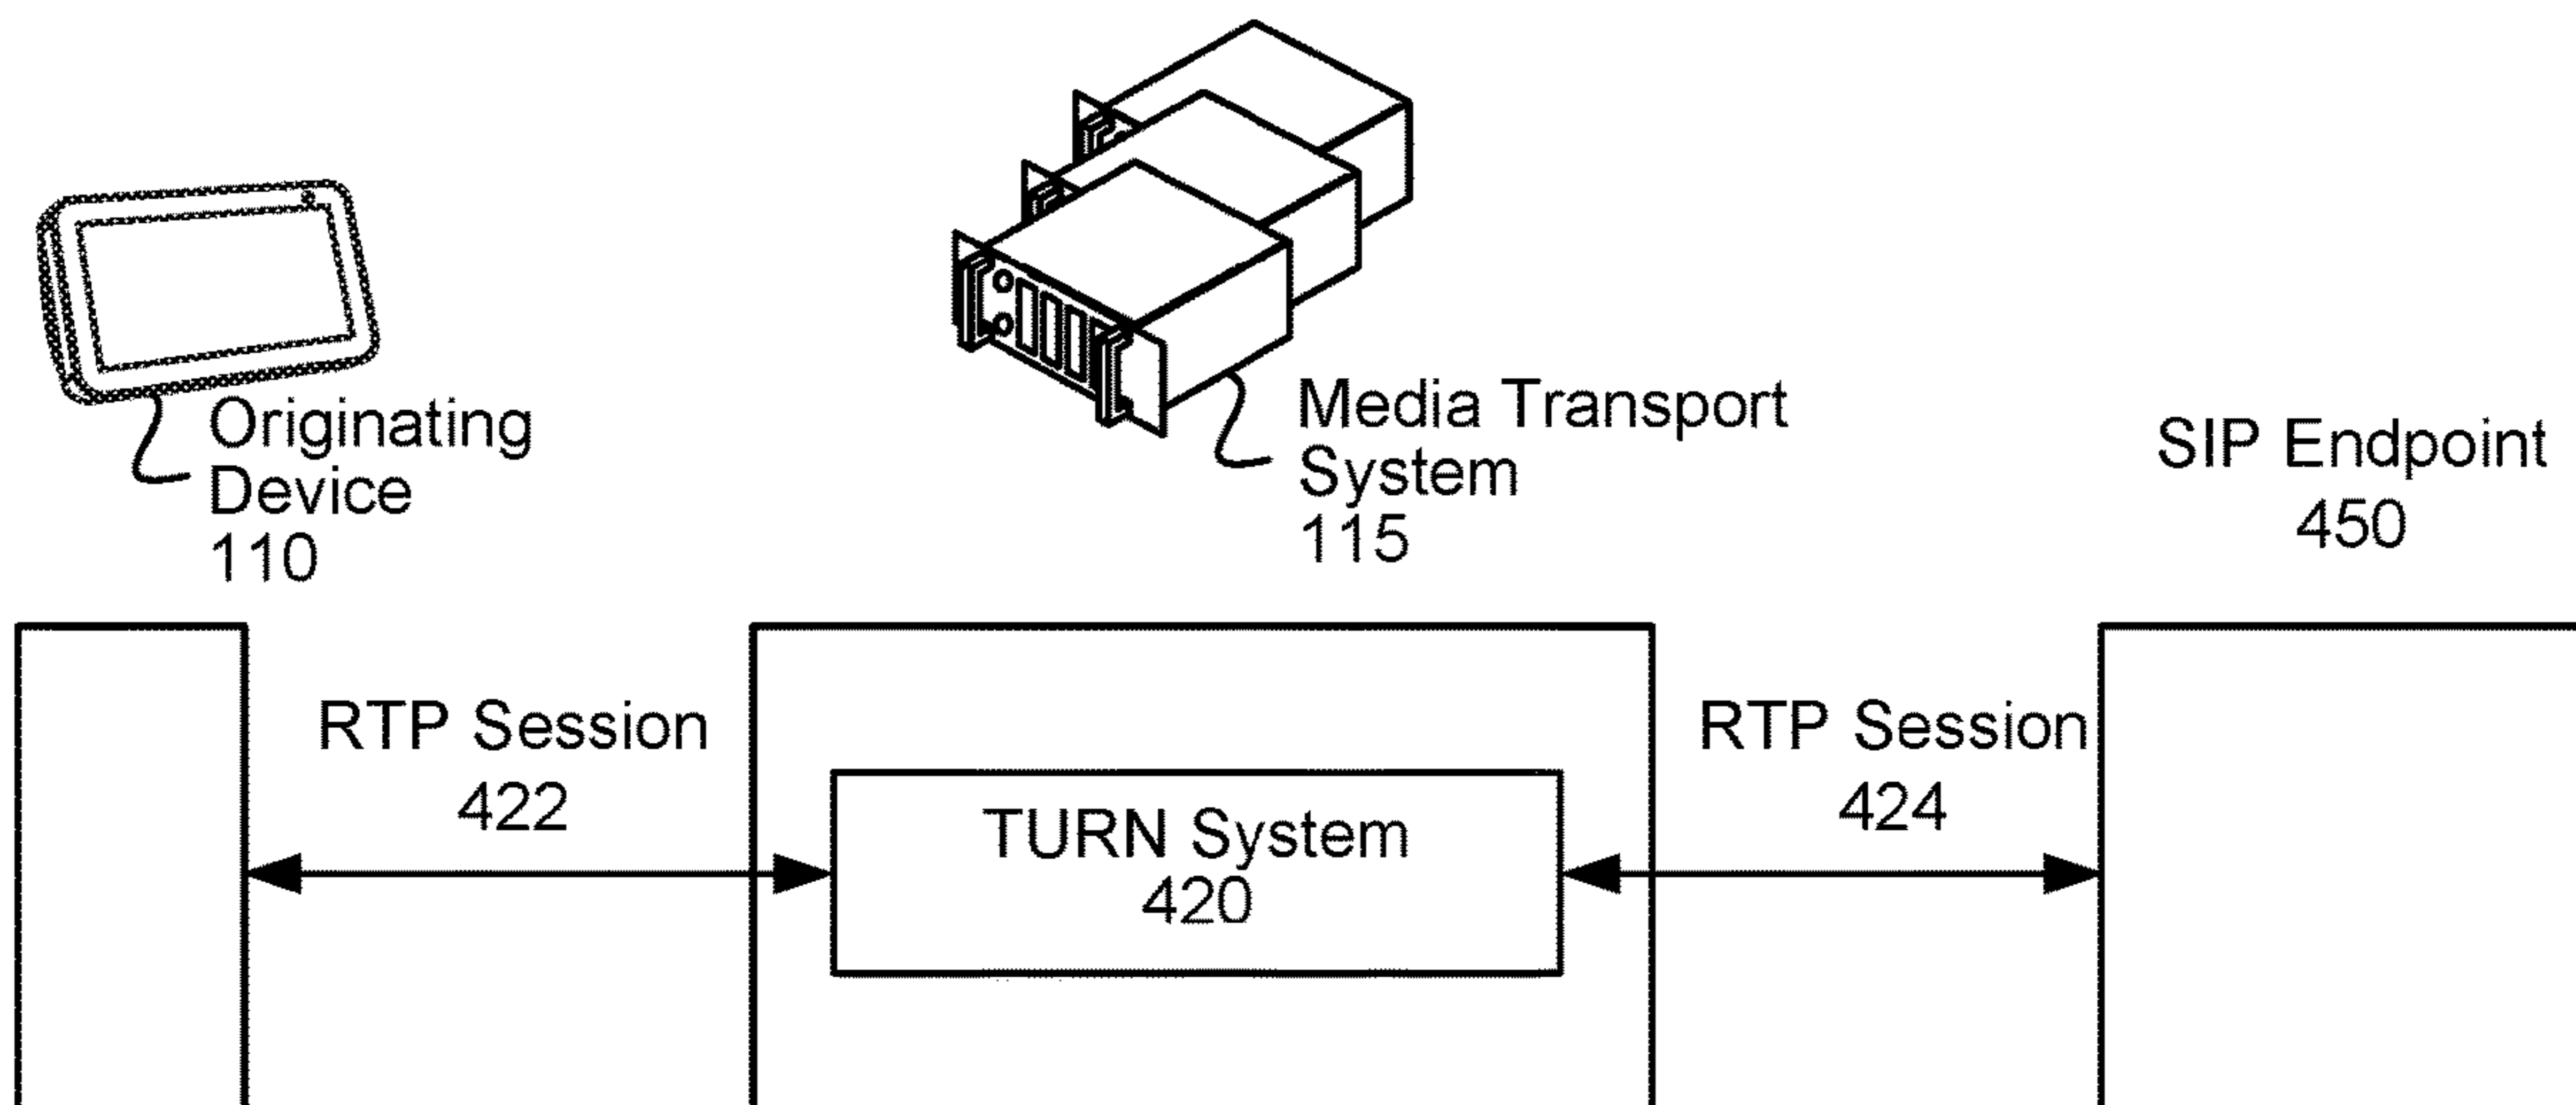 Originating
Device
110
Media Transport
System
115
SIP Endpoint
450
RTP Session
422
TURN System
420
RTP Session
424